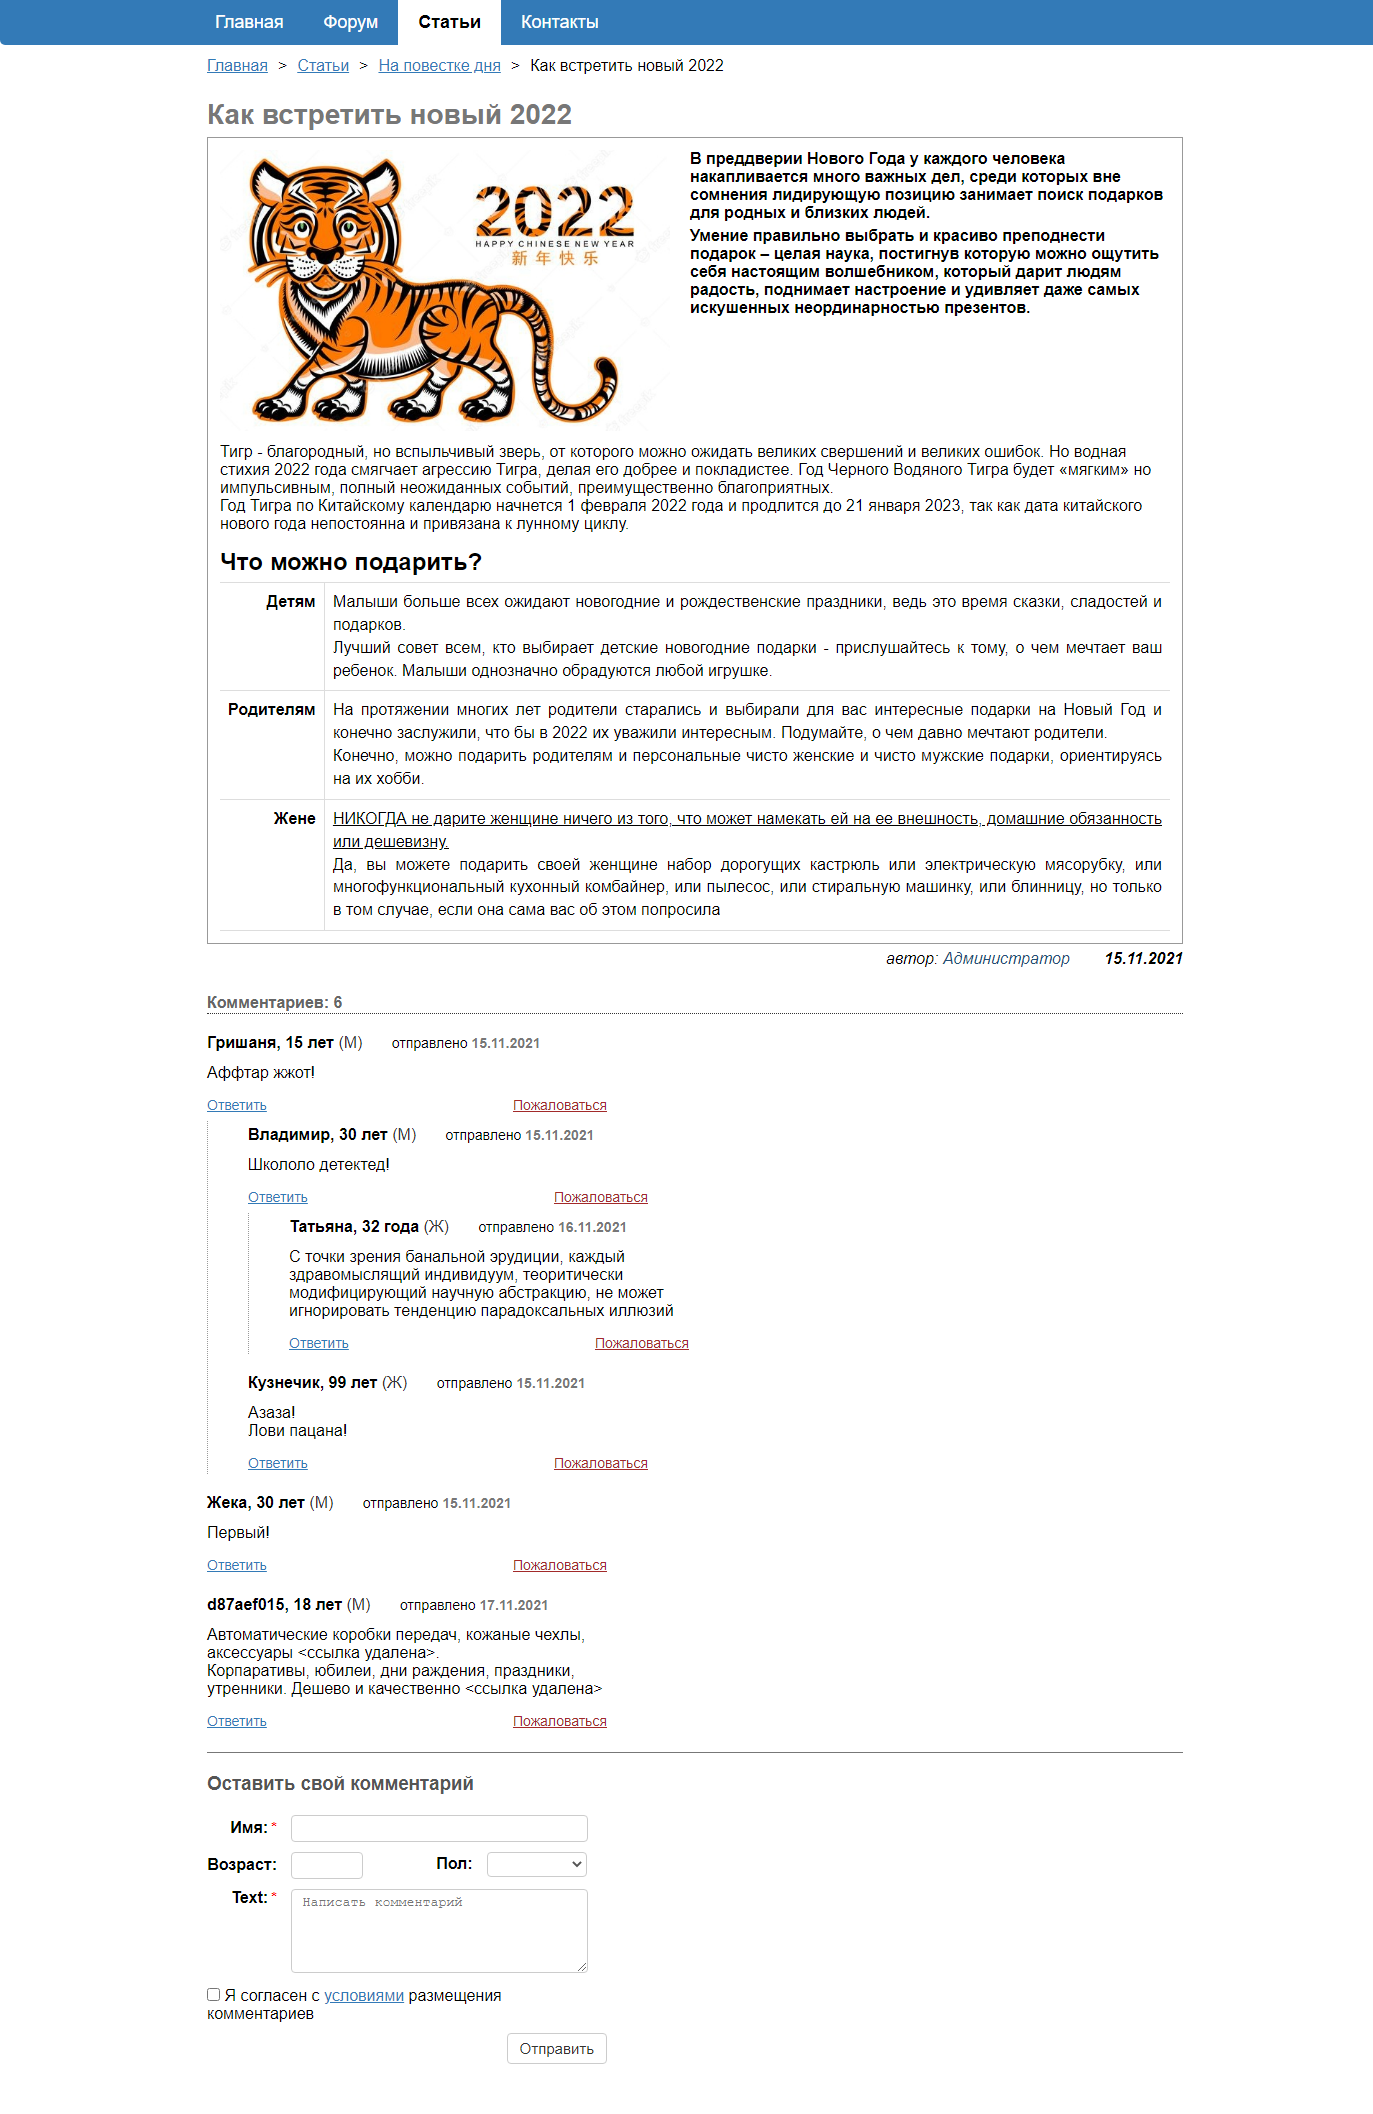 Главная Форум Статьи Контакты
Главная > Статьи > На повестке дня > Как встретить новый 2022
Как встретить новый 2022
2022
HAPPY CHINESE NEW YEAR
新年快乐
В преддверии Нового Года у каждого человека
накапливается много важных дел, среди которых вне
сомнения лидирующую позицию занимает поиск подарков
для родных и близких людей.
Умение правильно выбрать и красиво преподнести
подарок – целая наука, постигнув которую можно ощутить
себя настоящим волшебником, который дарит людям
радость, поднимает настроение и удивляет даже самых
искушенных неординарностью презентов.
Тигр - благородный, но вспыльчивый зверь, от которого можно ожидать великих свершений и великих ошибок. Но водная
стихия 2022 года смягчает агрессию Тигра, делая его добрее и покладистее. Год Черного Водяного Тигра будет «мягким» но
импульсивным, полный неожиданных событий, преимущественно благоприятных.
Год Тигра по Китайскому календарю начнется 1 февраля 2022 года и продлится до 21 января 2023, так как дата китайского
нового года непостоянна и привязана к лунному циклу.
Что можно подарить?
Детям Малыши больше всех ожидают новогодние и рождественские праздники, ведь это время сказки, сладостей и
подарков.
Лучший совет всем, кто выбирает детские новогодние подарки - прислушайтесь к тому, о чем мечтает ваш
ребенок. Малыши однозначно обрадуются любой игрушке.
Родителям На протяжении многих лет родители старались и выбирали для вас интересные подарки на Новый Год и
конечно заслужили, что бы в 2022 их уважили интересным. Подумайте, о чем давно мечтают родители.
Конечно, можно подарить родителям и персональные чисто женские и чисто мужские подарки, ориентируясь
на их хобби.
Жене НИКОГДА не дарите женщине ничего из того, что может намекать ей на ее внешность, домашние обязанность
или дешевизну.
Да, вы можете подарить своей женщине набор дорогущих кастрюль или электрическую мясорубку, или
многофункциональный кухонный комбайнер, или пылесос, или стиральную машинку, или блинницу, но только
в том случае, если она сама вас об этом попросила
автор: Администратор 15.11.2021
Комментариев: 6
Гришаня, 15 лет (М) отправлено 15.11.2021
Аффтар жжот!
Ответить Пожаловаться
Владимир, 30 лет (М) отправлено 15.11.2021
Школоло детектед!
Ответить Пожаловаться
Татьяна, 32 года (Ж) отправлено 16.11.2021
С точки зрения банальной эрудиции, каждый
здравомыслящий индивидуум, теоритически
модифицирующий научную абстракцию, не может
игнорировать тенденцию парадоксальных иллюзий
Ответить Пожаловаться
Кузнечик, 99 лет (Ж) отправлено 15.11.2021
Азаза!
Лови пацана!
Ответить Пожаловаться
Жека, 30 лет (М) отправлено 15.11.2021
Первый!
Ответить Пожаловаться
d87aef015, 18 лет (М) отправлено 17.11.2021
Автоматические коробки передач, кожаные чехлы,
аксессуары <ссылка удалена>.
Корпаративы, юбилеи, дни раждения, праздники,
утренники. Дешево и качественно <ссылка удалена>
Ответить Пожаловаться
Оставить свой комментарий
Имя: *
Возраст: Пол:
Text: * Написать комментарий
Я согласен с условиями размещения
комментариев
Отправить